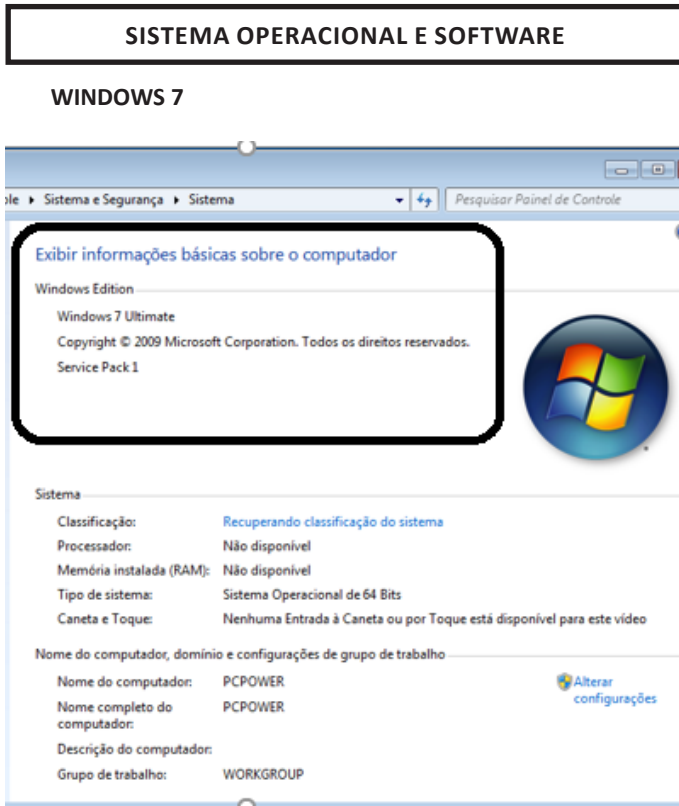 SISTEMA OPERACIONAL E SOFTWARE
WINDOWS 7
Sistema e Segurança ▸ Sistema
Pesquisar Painel de Controle
Exibir informações básicas sobre o computador
Windows Edition
Windows 7 Ultimate
Copyright © 2009 Microsoft Corporation. Todos os direitos reservados.
Service Pack 1
Sistema
Classificação: Recuperando classificação do sistema
Processador: Não disponível
Memória instalada (RAM): Não disponível
Tipo de sistema: Sistema Operacional de 64 Bits
Caneta e Toque: Nenhuma Entrada à Caneta ou por Toque está disponível para este vídeo
Nome do computador, domínio e configurações de grupo de trabalho
Nome do computador: PCPOWER
Alterar
configurações
Nome completo do
computador: PCPOWER
Descrição do computador:
Grupo de trabalho: WORKGROUP